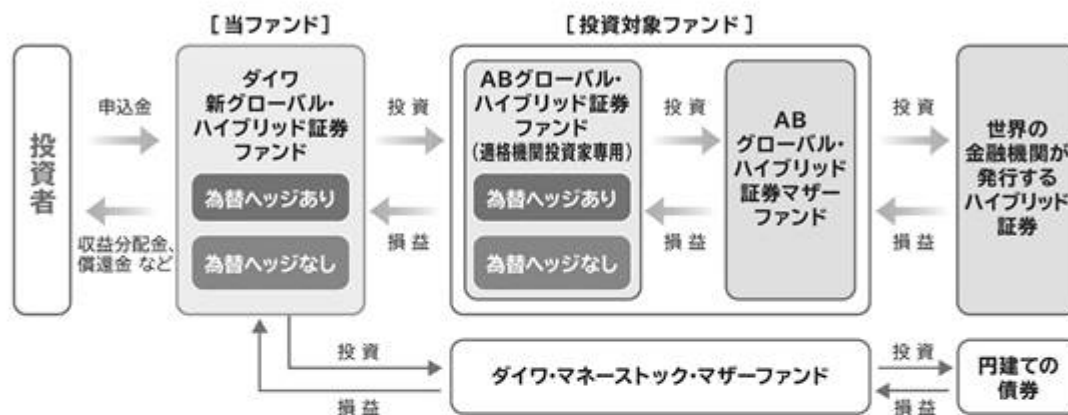 [当ファンド]
[投資対象ファンド]
投資者
申込金
収益分配金、
償還金 など
ダイワ
新グローバル・
ハイブリッド証券
ファンド
為替ヘッジあり
為替ヘッジなし
投資
損益
ABグローバル・
ハイブリッド証券
ファンド
(適格機関投資家専用)
為替ヘッジあり
為替ヘッジなし
投資
損益
AB
グローバル・
ハイブリッド
証券マザー
ファンド
投資
損益
世界の
金融機関が
発行する
ハイブリッド
証券
投資
損益
ダイワ・マネーストック・マザーファンド
投資
損益
円建ての
債券